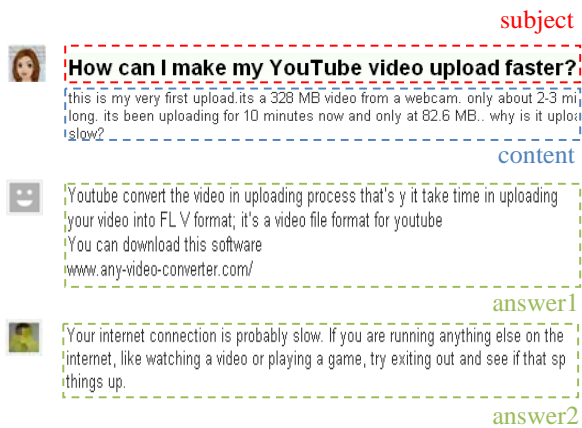 subject
How can I make my YouTube video upload faster?
this is my very first upload.its a 328 MB video from a webcam. only about 2-3 mi
long. its been uploading for 10 minutes now and only at 82.6 MB.. why is it uploa
slow?
content
Youtube convert the video in uploading process that's y it take time in uploading
your video into FLV format; it's a video file format for youtube
You can download this software
www.any-video-converter.com/
answer1
Your internet connection is probably slow. If you are running anything else on the
internet, like watching a video or playing a game, try exiting out and see if that sp
things up.
answer2